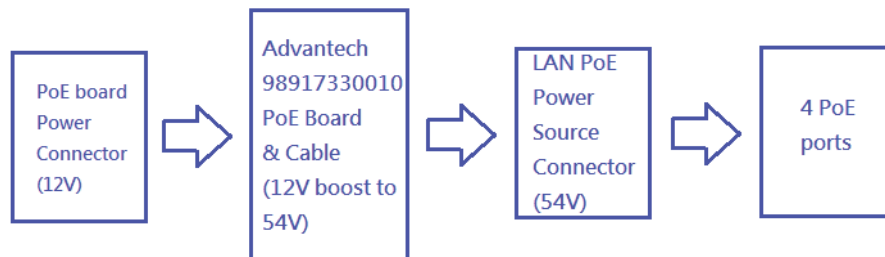 PoE board
Power
Connector
(12V)
Advantech
98917330010
PoE Board
& Cable
(12V boost to
54V)
LAN PoE
Power
Source
Connector
(54V)
4 PoE
ports